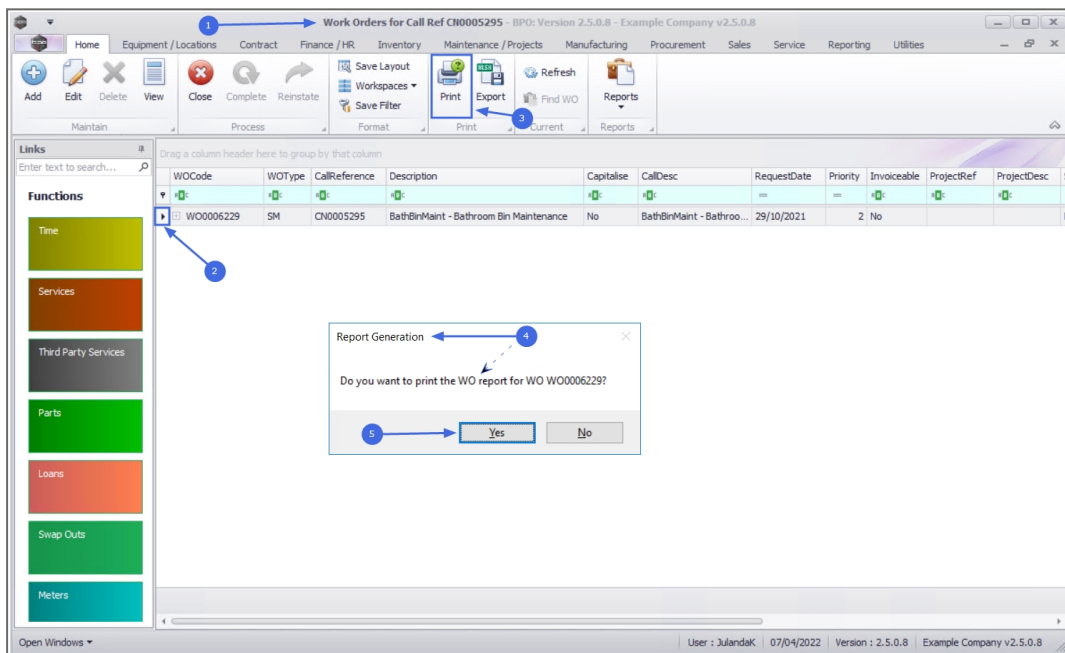 1
Work Orders for Call Ref CN0005295 - BPO: Version 2.5.0.8 - Example Company v2.5.0.8
Home Equipment / Locations Contract Finance / HR Inventory Maintenance / Projects Manufacturing Procurement Sales Service Reporting Utilities
Add Edit Delete View Close Complete Reinstate Save Layout Workspaces Save Filter Print Export Refresh Find WO Reports
3
Maintain Process Format Print Current Reports
Links
Enter text to search...
Functions
Time
Services
Third Party Services
Parts
Loans
Swap Outs
Meters
Drag a column header here to group by that column
WOCode WOType CallReference Description Capitalise CallDesc RequestDate Priority Invoiceable ProjectRef ProjectDesc
WO0006229 SM CN0005295 BathBinMaint - Bathroom Bin Maintenance No BathBinMaint - Bathroo... 29/10/2021 2 No
2
Report Generation
4
Do you want to print the WO report for WO WO0006229?
5
Yes No
Open Windows User : JulandaK 07/04/2022 Version : 2.5.0.8 Example Company v2.5.0.8